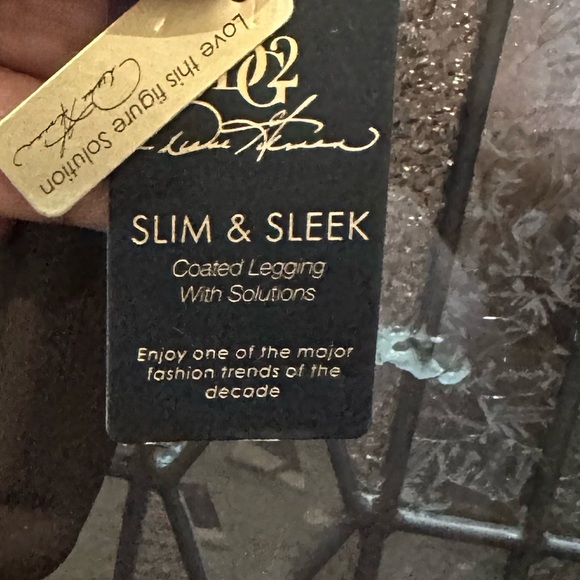 Love this figure Solution
DG2
SLIM & SLEEK
Coated Legging
With Solutions
Enjoy one of the major
fashion trends of the
decade